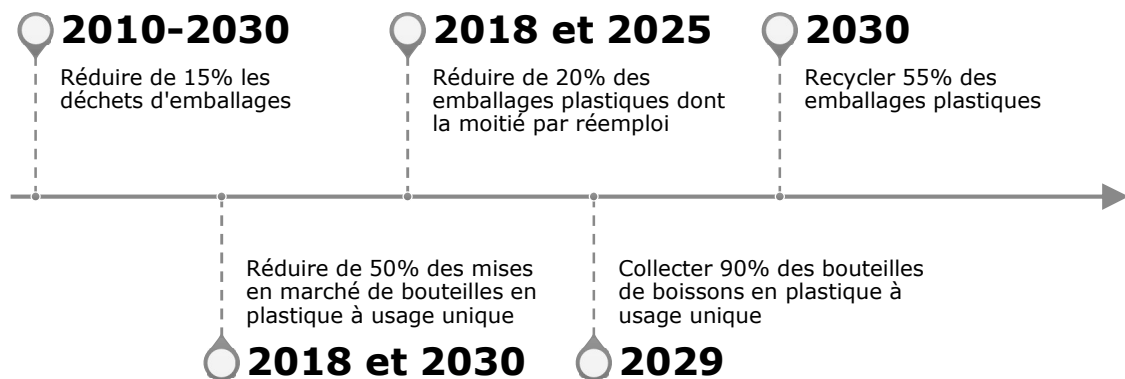 2010-2030
Réduire de 15% les
déchets d'emballages
2018 et 2025
Réduire de 20% des
emballages plastiques dont
la moitié par réemploi
2030
Recycler 55% des
emballages plastiques
Réduire de 50% des mises
en marché de bouteilles en
plastique à usage unique
2018 et 2030
Collecter 90% des bouteilles
de boissons en plastique à
usage unique
2029